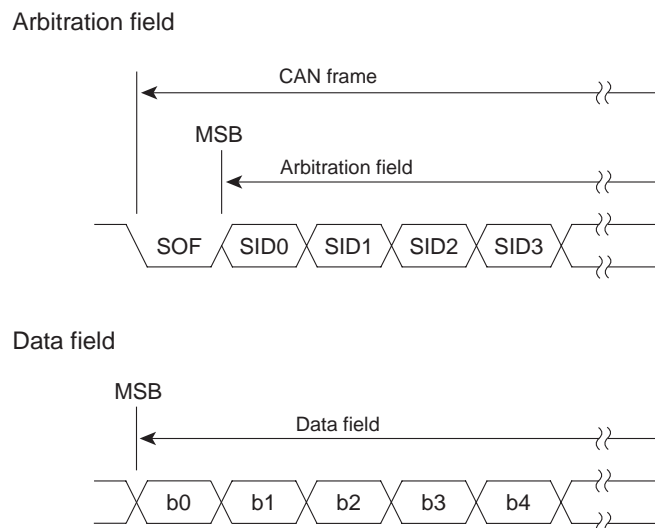 Arbitration field
CAN frame
MSB
Arbitration field
SOF SID0 SID1 SID2 SID3
Data field
MSB
Data field
b0 b1 b2 b3 b4